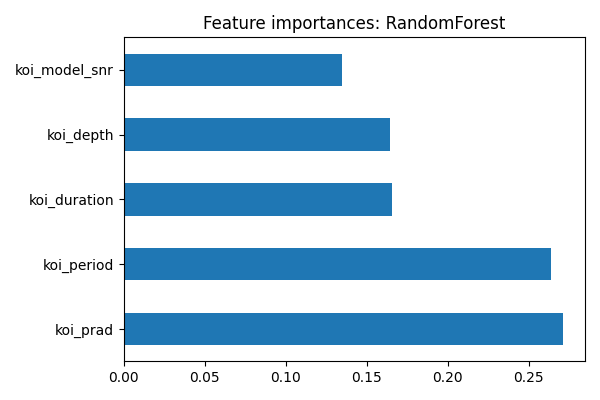 Feature importances: RandomForest
koi_model_snr
koi_depth
koi_duration
koi_period
koi_prad
0.00 0.05 0.10 0.15 0.20 0.25